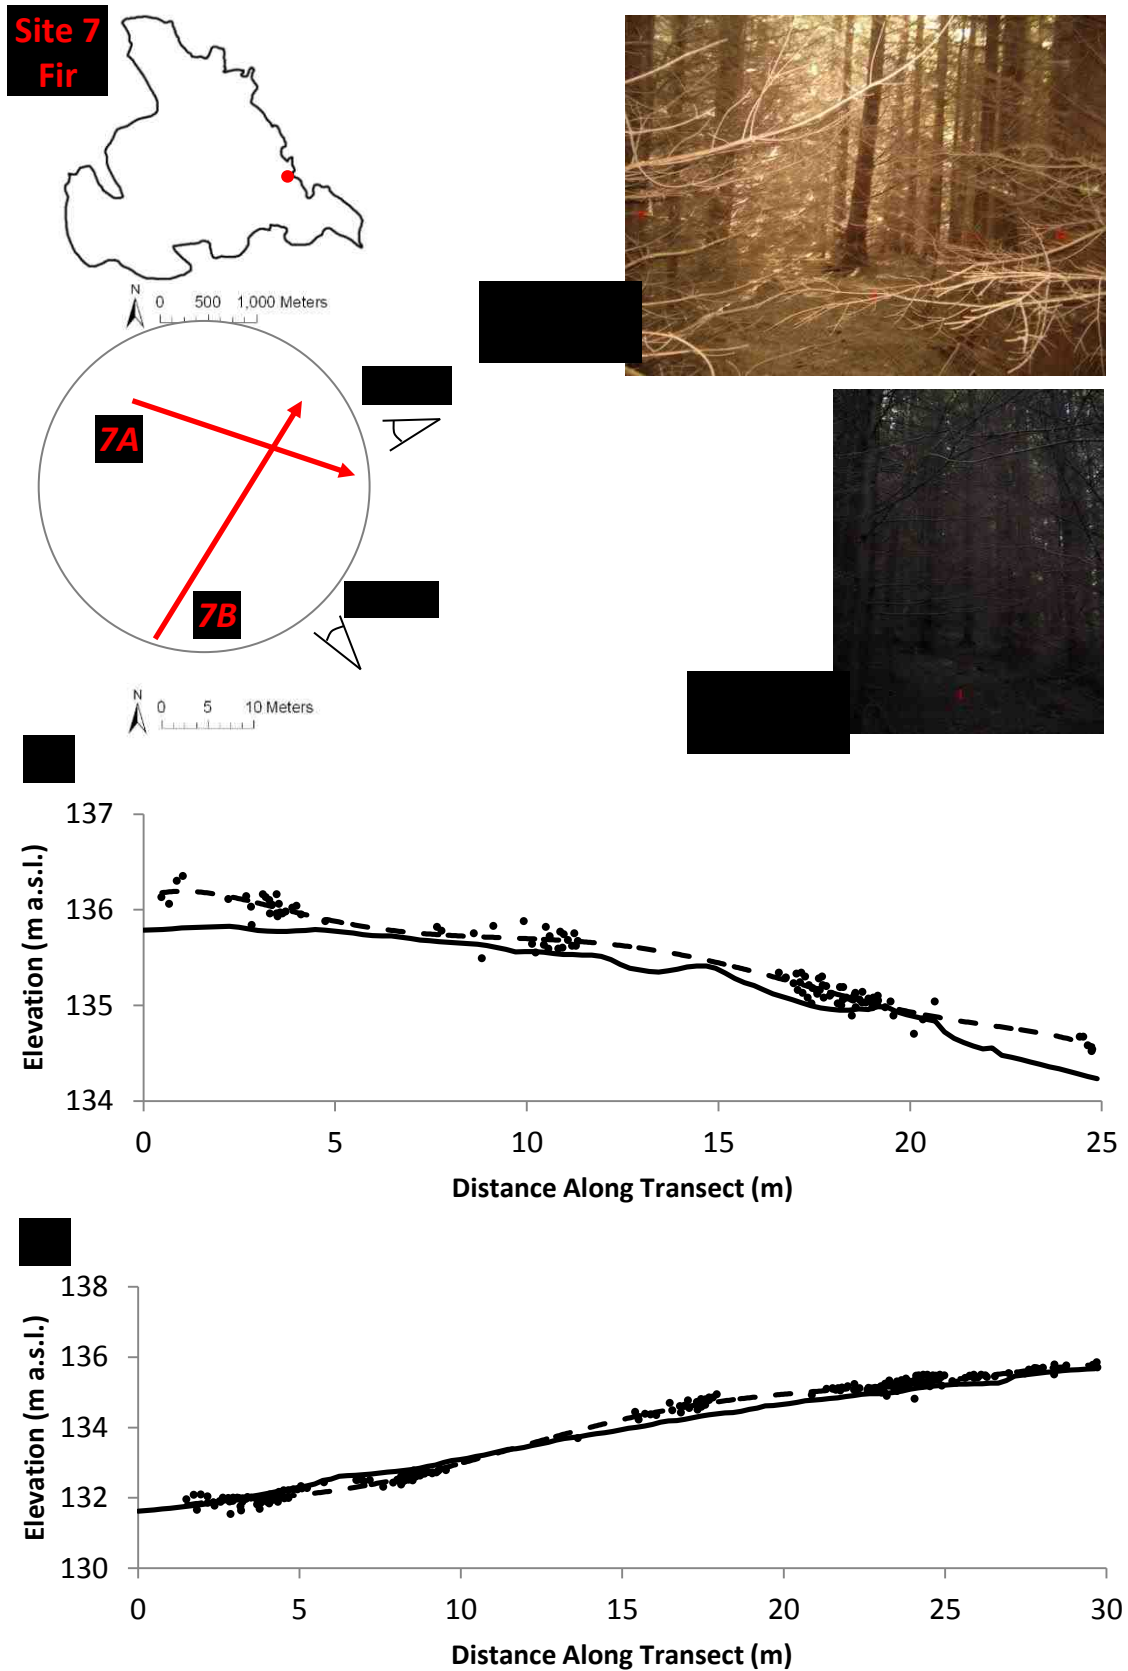 Site 7
Fir
N
0 500 1,000 Meters
7A
7B
N
0 5 10 Meters
137
136
135
134
Elevation (m a.s.l.)
0 5 10 15 20 25
Distance Along Transect (m)
138
136
134
132
130
Elevation (m a.s.l.)
0 5 10 15 20 25 30
Distance Along Transect (m)